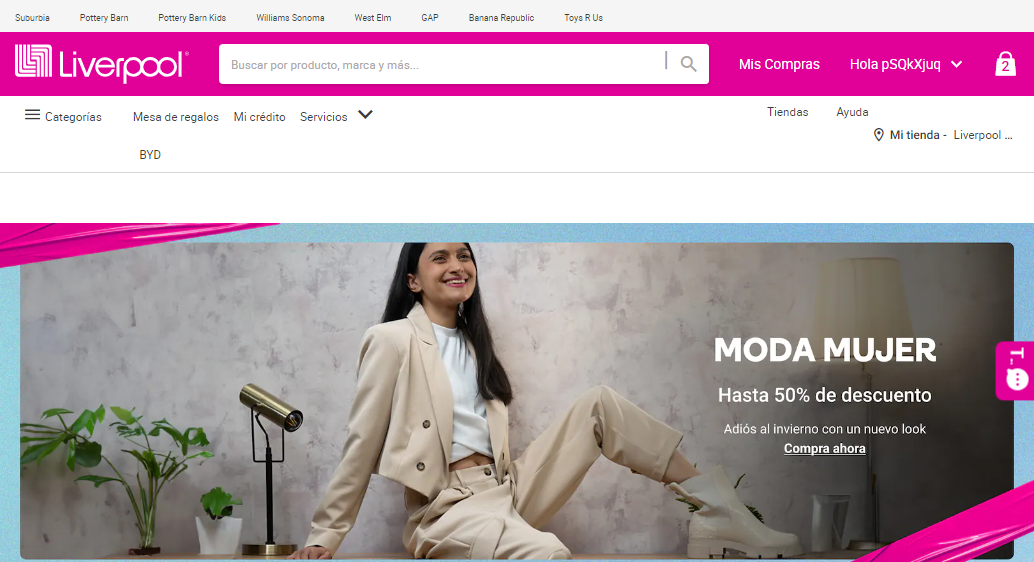 Suburbia Pottery Barn Pottery Barn Kids Williams Sonoma West Elm GAP Banana Republic Toys R Us
Liverpool®
Buscar por producto, marca y más...
Mis Compras
Hola pSQkXjuq
2
Categorías
Mesa de regalos Mi crédito Servicios
Tiendas Ayuda
Mi tienda - Liverpool ...
BYD
MODA MUJER
Hasta 50% de descuento
Adiós al invierno con un nuevo look
Compra ahora
T...